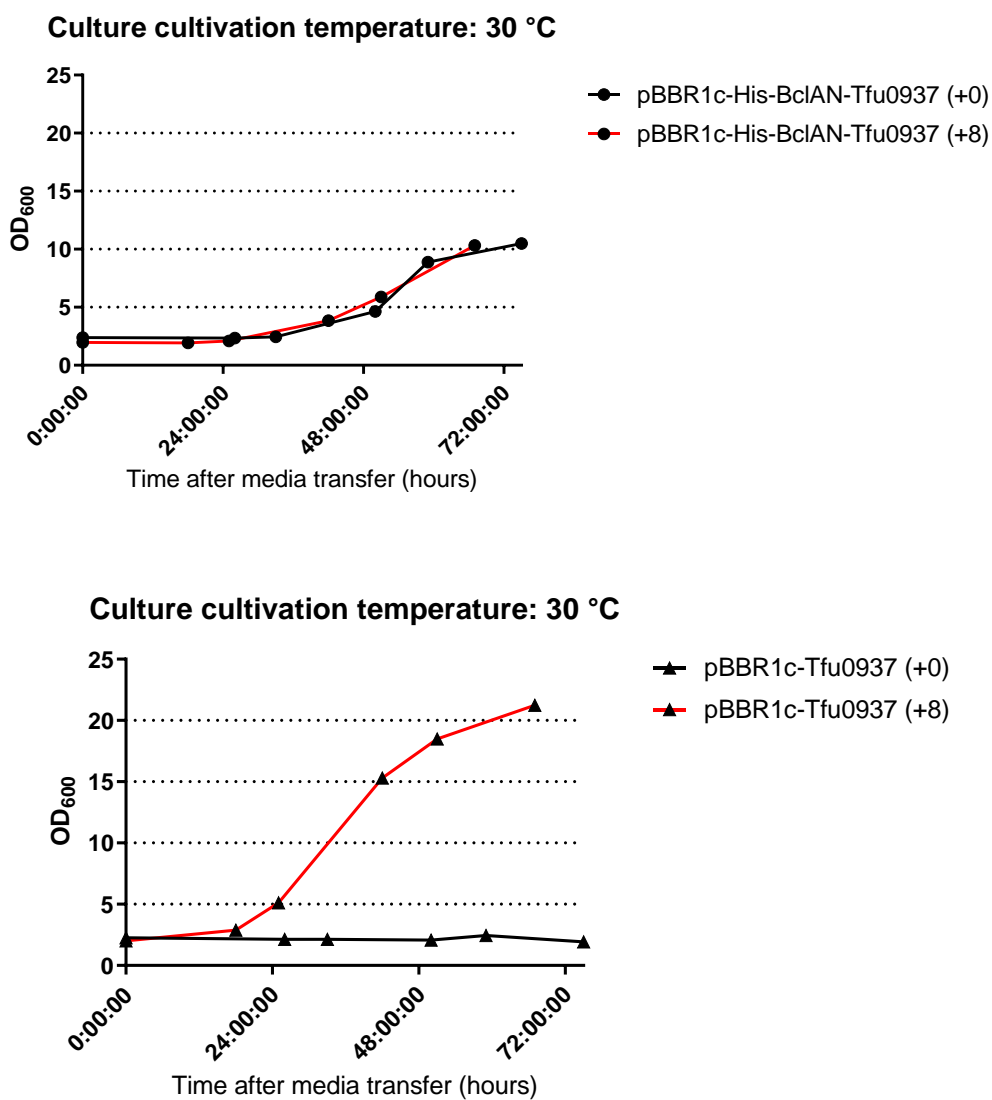 Culture cultivation temperature: 30 °C
25
20
15
10
5
0
OD600
0:00:00
24:00:00
48:00:00
72:00:00
Time after media transfer (hours)
pBBR1c-His-BclAN-Tfu0937 (+0)
pBBR1c-His-BclAN-Tfu0937 (+8)
Culture cultivation temperature: 30 °C
25
20
15
10
5
0
OD600
0:00:00
24:00:00
48:00:00
72:00:00
Time after media transfer (hours)
pBBR1c-Tfu0937 (+0)
pBBR1c-Tfu0937 (+8)